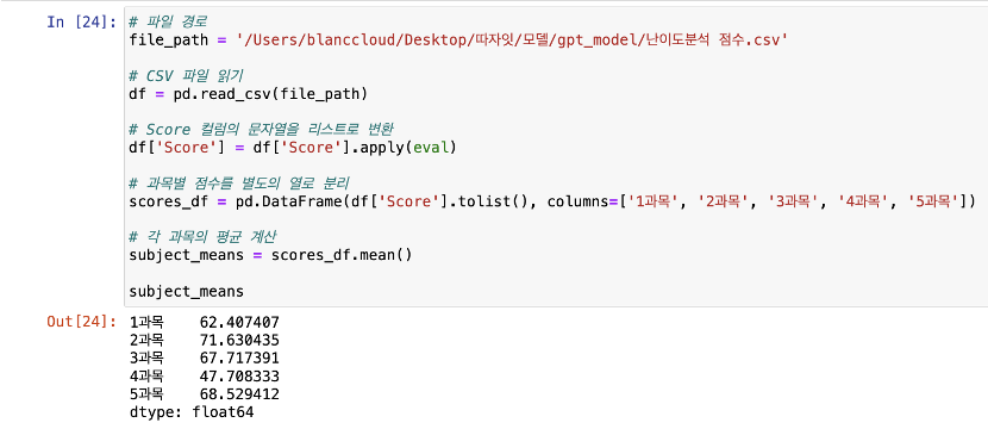 In [24]: # 파일 경로
file_path = '/Users/blanccloud/Desktop/따자잇/모델/gpt_model/난이도분석 점수.csv'
# CSV 파일 읽기
df = pd.read_csv(file_path)
# Score 컬럼의 문자열을 리스트로 변환
df['Score'] = df['Score'].apply(eval)
# 과목별 점수를 별도의 열로 분리
scores_df = pd.DataFrame(df['Score'].tolist(), columns=['1과목', '2과목', '3과목', '4과목', '5과목'])
# 각 과목의 평균 계산
subject_means = scores_df.mean()
subject_means
Out[24]: 1과목 62.407407
2과목 71.630435
3과목 67.717391
4과목 47.708333
5과목 68.529412
dtype: float64